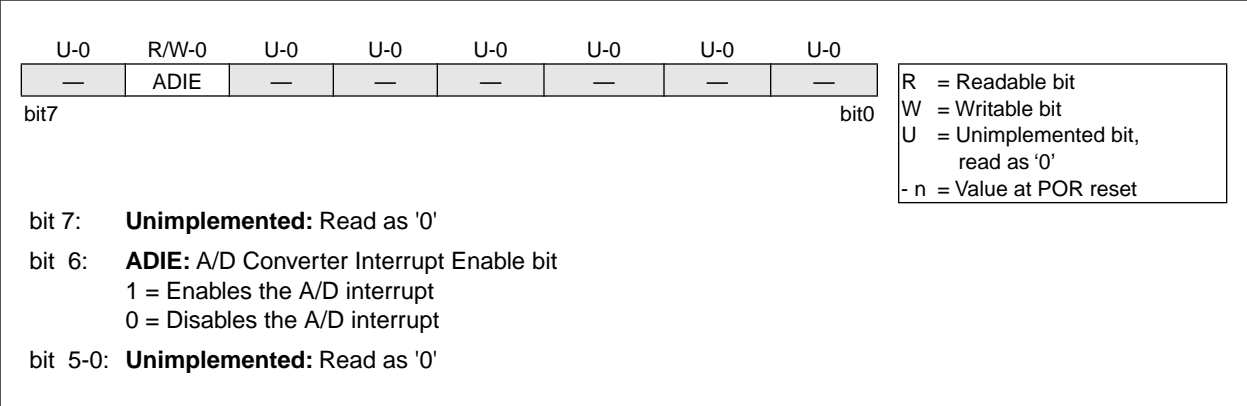 U-0 R/W-0 U-0 U-0 U-0 U-0 U-0 U-0
— ADIE — — — — — —
bit7 bit0
R = Readable bit
W = Writable bit
U = Unimplemented bit,
read as ‘0’
- n = Value at POR reset
bit 7: Unimplemented: Read as '0'
bit 6: ADIE: A/D Converter Interrupt Enable bit
1 = Enables the A/D interrupt
0 = Disables the A/D interrupt
bit 5-0: Unimplemented: Read as '0'